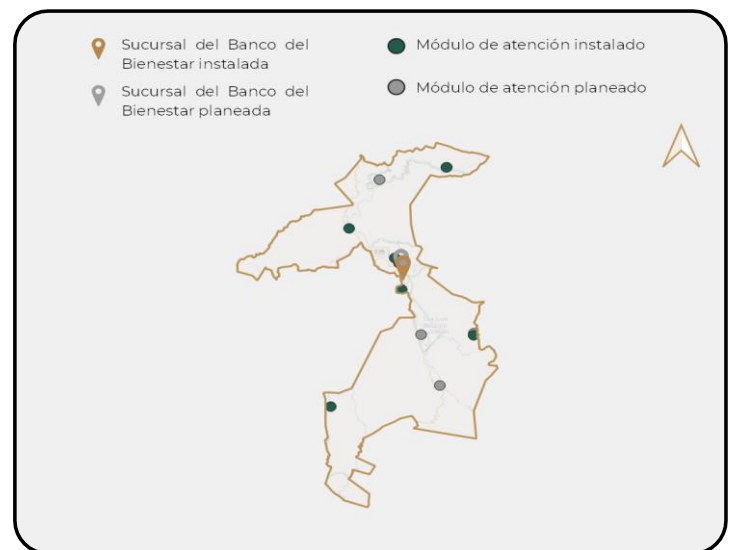 Sucursal del Banco del
Bienestar instalada
Sucursal del Banco del
Bienestar planeada
Módulo de atención instalado
Módulo de atención planeado